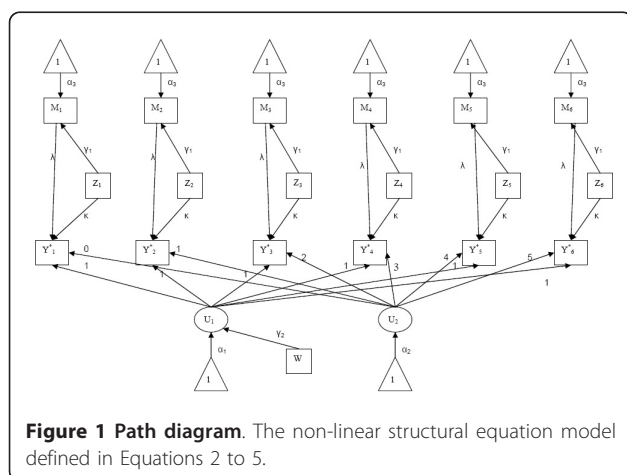 1 1 1 1 1 1
α₃ α₃ α₃ α₃ α₃ α₃
M₁ M₂ M₃ M₄ M₅ M₆
γ₁ γ₁ γ₁ γ₁ γ₁ γ₁
λ λ λ λ λ λ
Z₁ Z₂ Z₃ Z₄ Z₅ Z₆
κ κ κ κ κ κ
Y*₁ 0 Y*₂ 1 Y*₃ 2 Y*₄ 3 4 Y*₅ 5 Y*₆
1 1 1 1 1 1
U₁ U₂
γ₂
α₁ W α₂
1 1
Figure 1 Path diagram. The non-linear structural equation model
defined in Equations 2 to 5.